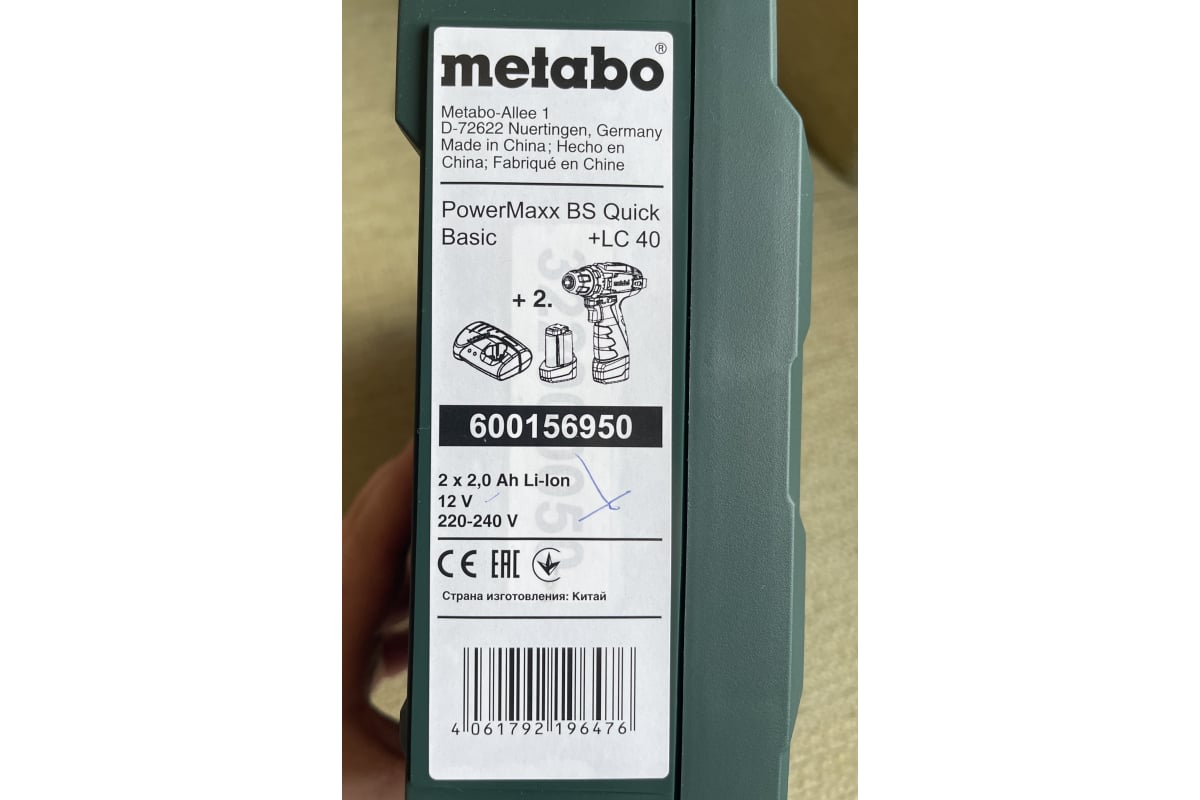 metabo®
Metabo-Allee 1
D-72622 Nuertingen, Germany
Made in China; Hecho en
China; Fabriqué en Chine
PowerMaxx BS Quick
Basic +LC 40
+ 2.
metabo
600156950
2 x 2,0 Ah Li-Ion
12 V
220-240 V
CE EAC
Страна изготовления: Китай
4 061792 196476